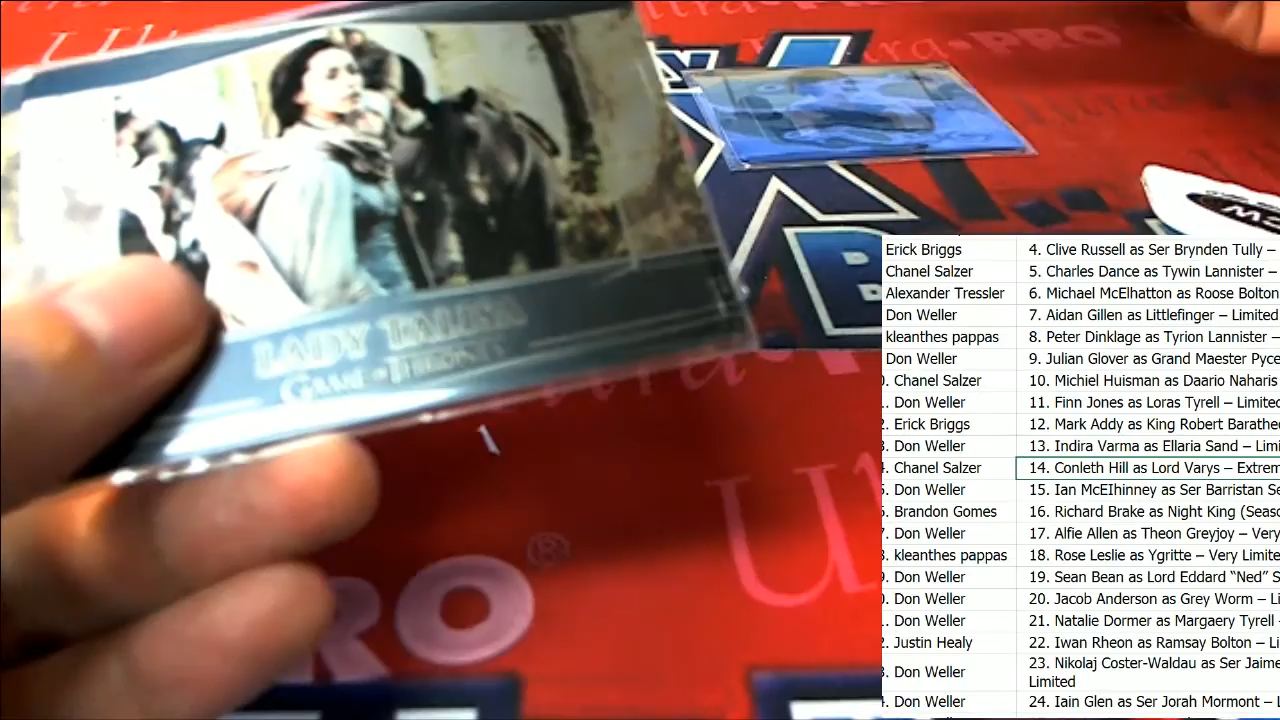 Ultra·PRO
LADY TALISA
GAME OF THRONES
PRO®
Erick Briggs 4. Clive Russell as Ser Brynden Tully –
Chanel Salzer 5. Charles Dance as Tywin Lannister –
Alexander Tressler 6. Michael McElhatton as Roose Bolton
Don Weller 7. Aidan Gillen as Littlefinger – Limited
kleanthes pappas 8. Peter Dinklage as Tyrion Lannister –
Don Weller 9. Julian Glover as Grand Maester Pyce
Chanel Salzer 10. Michiel Huisman as Daario Naharis
Don Weller 11. Finn Jones as Loras Tyrell – Limited
Erick Briggs 12. Mark Addy as King Robert Barathe
Don Weller 13. Indira Varma as Ellaria Sand – Limi
Chanel Salzer 14. Conleth Hill as Lord Varys – Extrem
Don Weller 15. Ian McEIhinney as Ser Barristan Se
Brandon Gomes 16. Richard Brake as Night King (Seaso
Don Weller 17. Alfie Allen as Theon Greyjoy – Very
kleanthes pappas 18. Rose Leslie as Ygritte – Very Limite
Don Weller 19. Sean Bean as Lord Eddard “Ned” S
Don Weller 20. Jacob Anderson as Grey Worm – Li
Don Weller 21. Natalie Dormer as Margaery Tyrell -
Justin Healy 22. Iwan Rheon as Ramsay Bolton – Li
Don Weller 23. Nikolaj Coster-Waldau as Ser Jaime
Limited
Don Weller 24. Iain Glen as Ser Jorah Mormont –